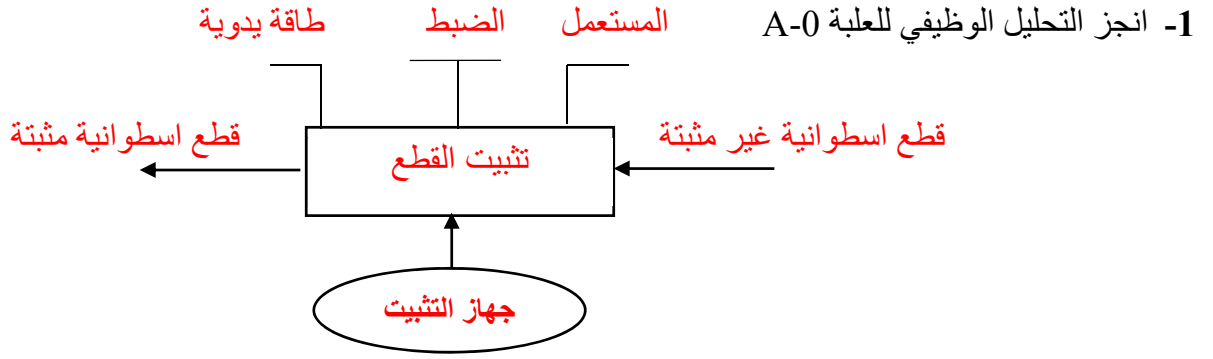 1- انجز التحليل الوظيفي للعلبة A-0
المستعمل الضبط طاقة يدوية
قطع اسطوانية غير مثبتة
تثبيت القطع
قطع اسطوانية مثبتة
جهاز التثبيت